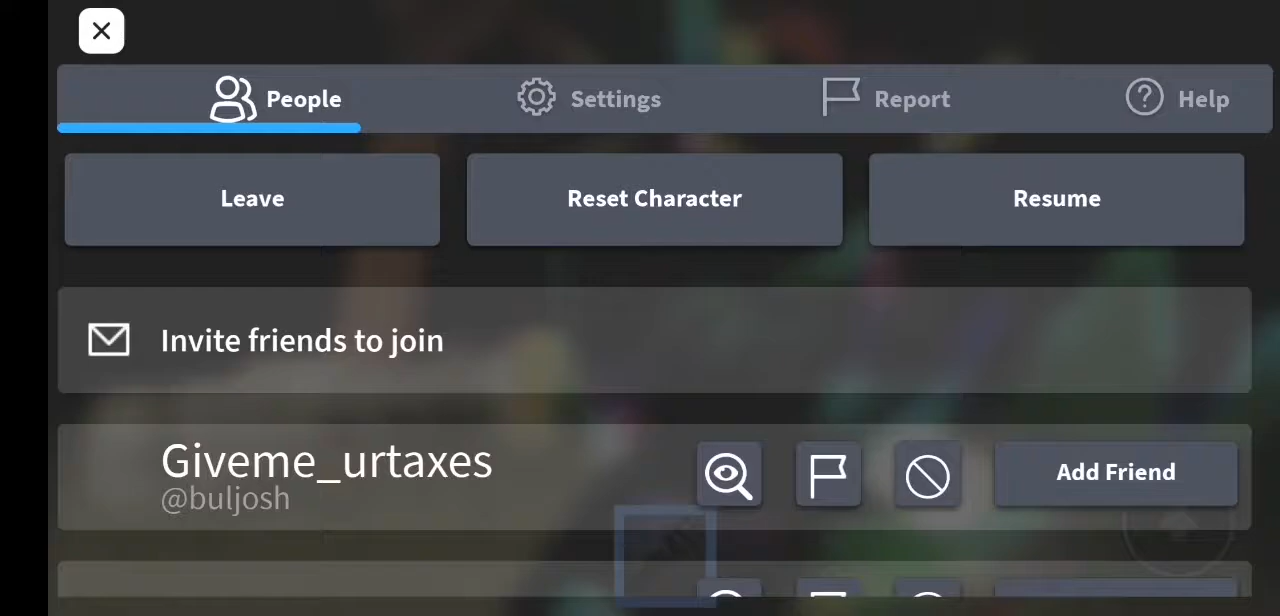 People
Settings
Report
Help
Leave
Reset Character
Resume
Invite friends to join
Giveme_urtaxes
@buljosh
Add Friend